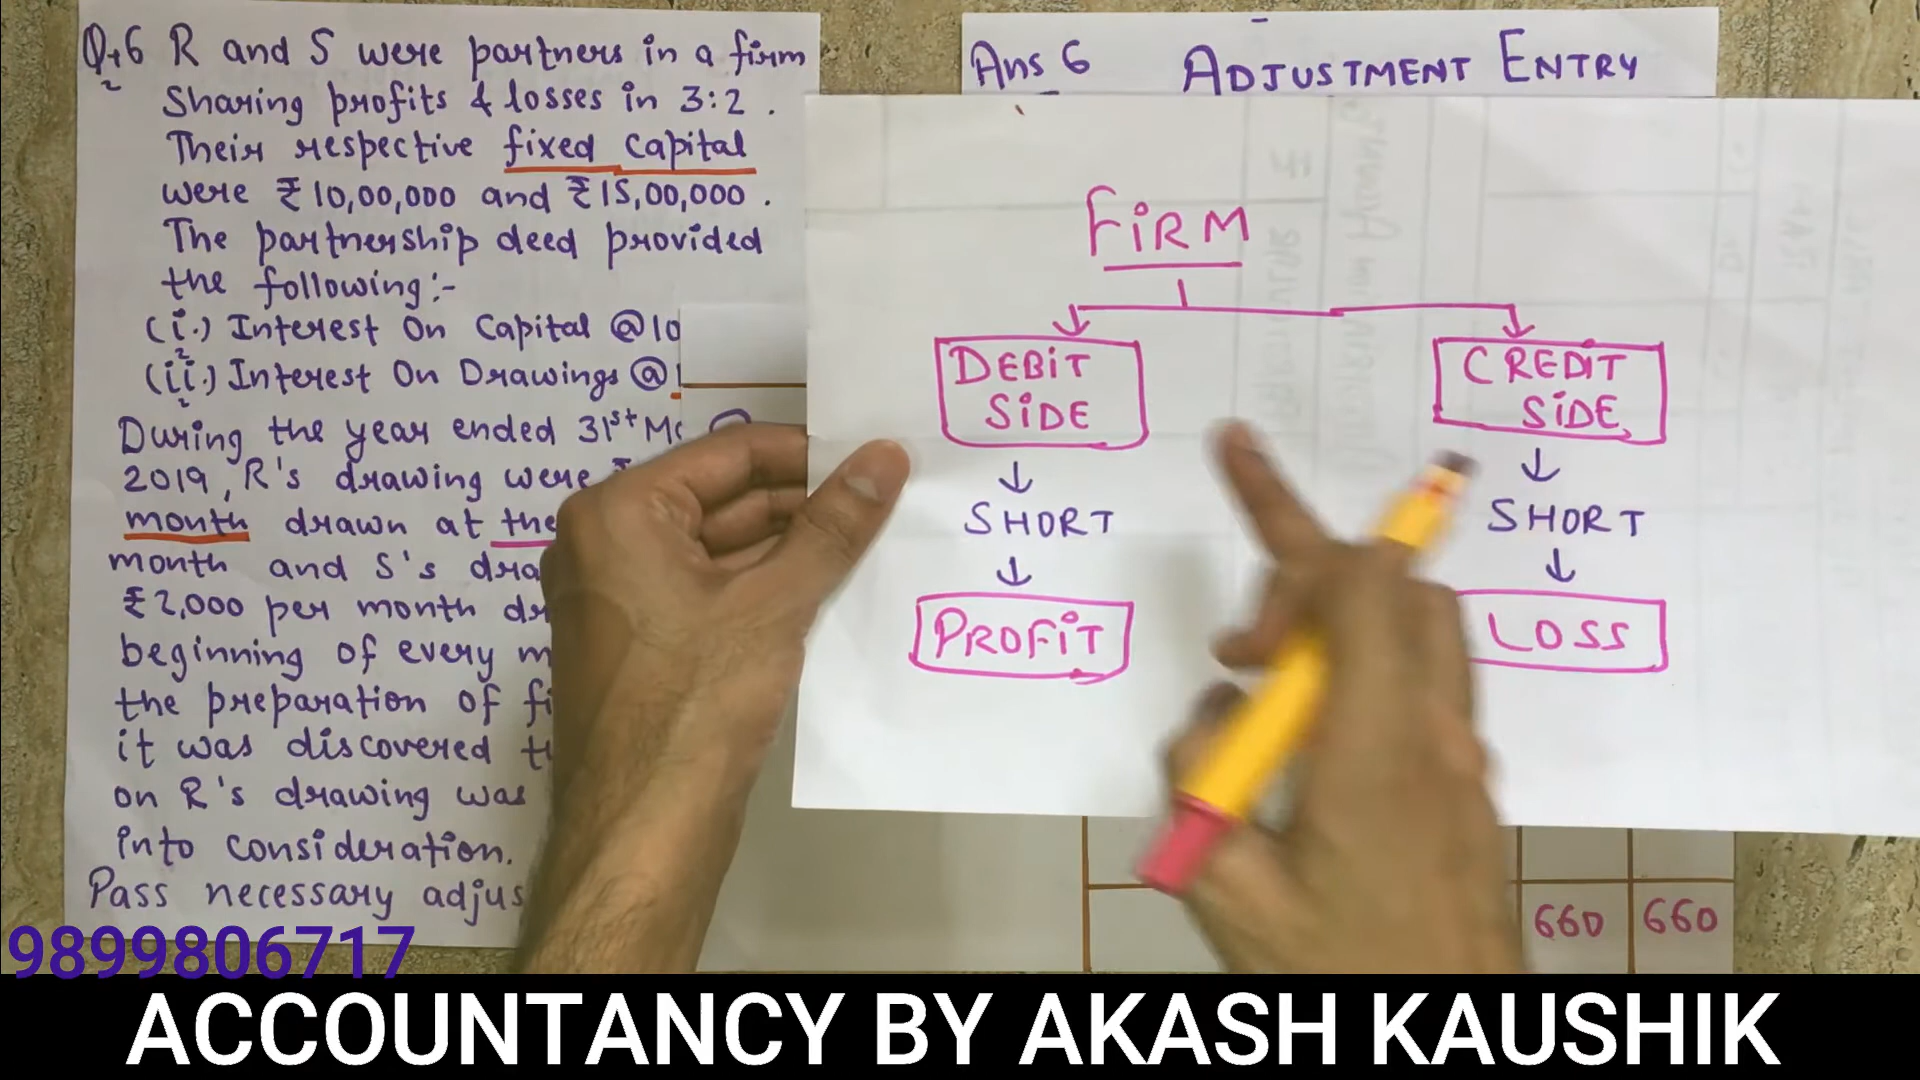 Q.6 R and S were partners in a firm
Sharing profits & losses in 3:2 .
Their respective fixed capital
were ₹10,00,000 and ₹15,00,000 .
The partnership deed provided
the following:-
(i.) Interest On Capital @10
(ii.) Interest On Drawings @
During the year ended 31st
2019, R's drawing were
month drawn at the
month and S's
₹2,000 per month
beginning of every
the preparation of
it was discovered
on R's drawing was
into consideration.
Pass necessary
9899806717
Ans 6 ADJUSTMENT ENTRY
FiRM
DEBiT
SiDE
CREDiT
SiDE
SHORT
SHORT
PROFiT
LOSS
660 660
ACCOUNTANCY BY AKASH KAUSHIK